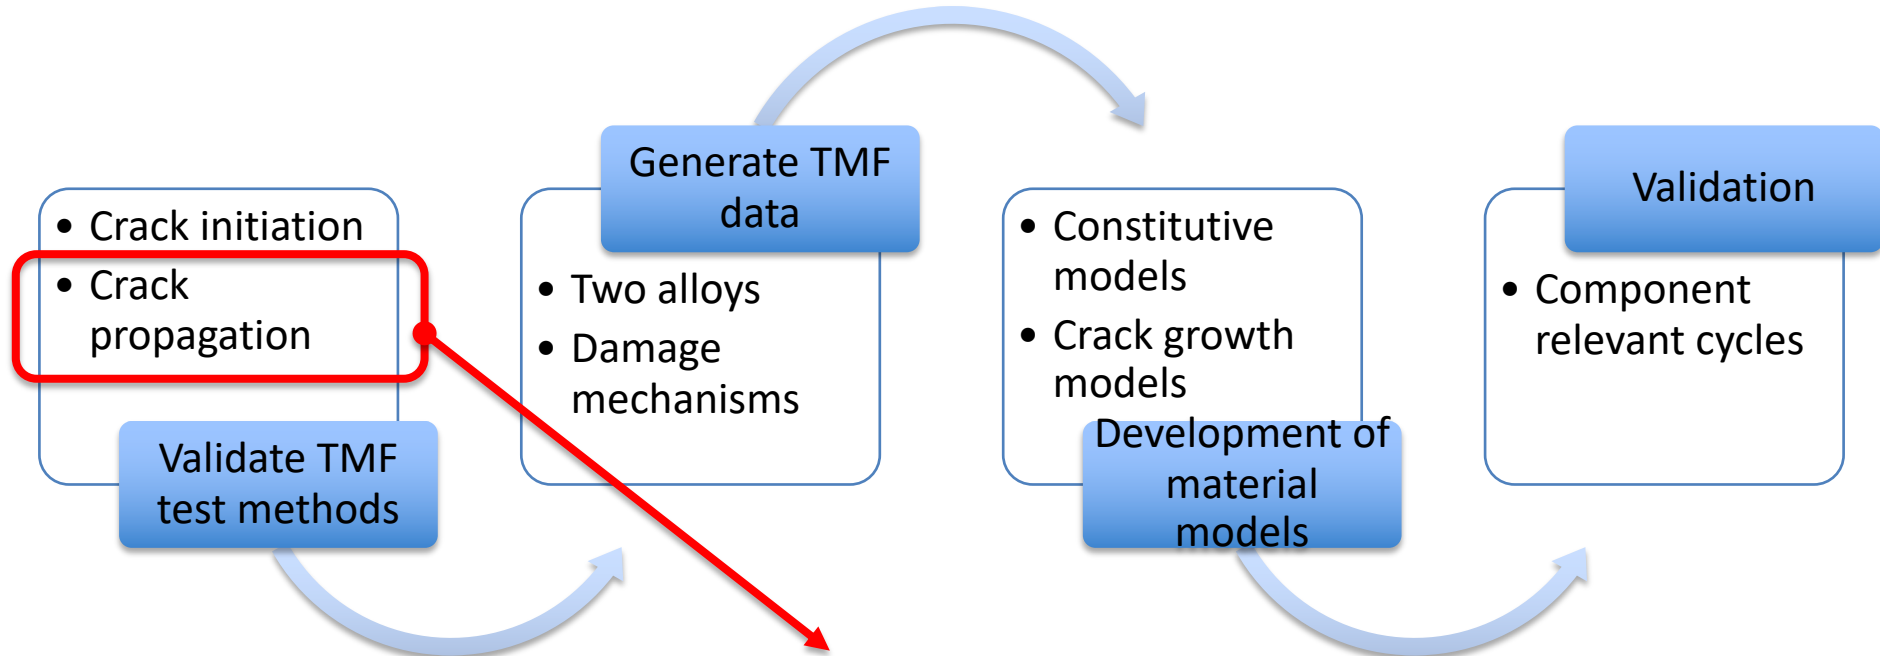 • Crack initiation
• Crack
propagation
Validate TMF
test methods
Generate TMF
data
• Two alloys
• Damage
mechanisms
• Constitutive
models
• Crack growth
models
Development of
material
models
Validation
• Component
relevant cycles